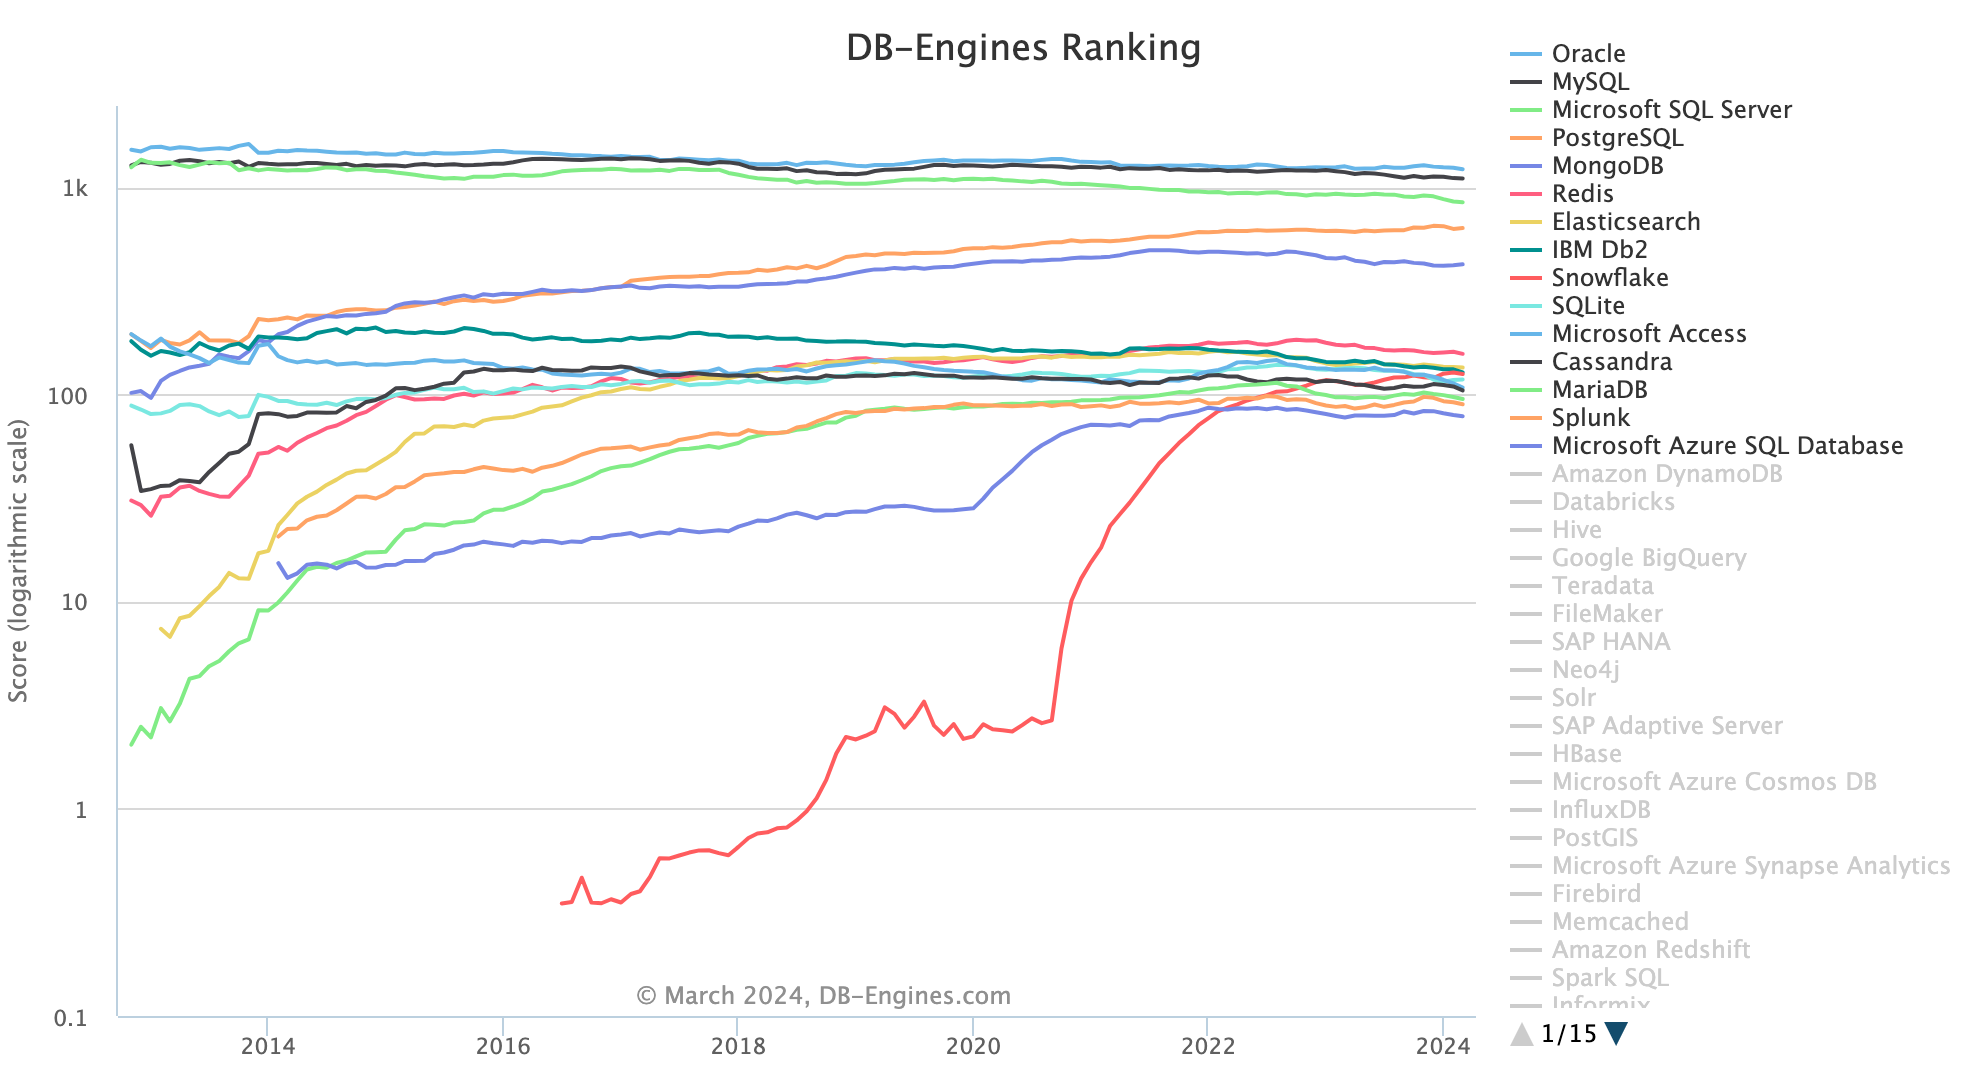 DB-Engines Ranking
Score (logarithmic scale)
1k
100
10
1
0.1
2014
2016
2018
2020
2022
2024
© March 2024, DB-Engines.com
Oracle
MySQL
Microsoft SQL Server
PostgreSQL
MongoDB
Redis
Elasticsearch
IBM Db2
Snowflake
SQLite
Microsoft Access
Cassandra
MariaDB
Splunk
Microsoft Azure SQL Database
Amazon DynamoDB
Databricks
Hive
Google BigQuery
Teradata
FileMaker
SAP HANA
Neo4j
Solr
SAP Adaptive Server
HBase
Microsoft Azure Cosmos DB
InfluxDB
PostGIS
Microsoft Azure Synapse Analytics
Firebird
Memcached
Amazon Redshift
Spark SQL
Informix
1/15